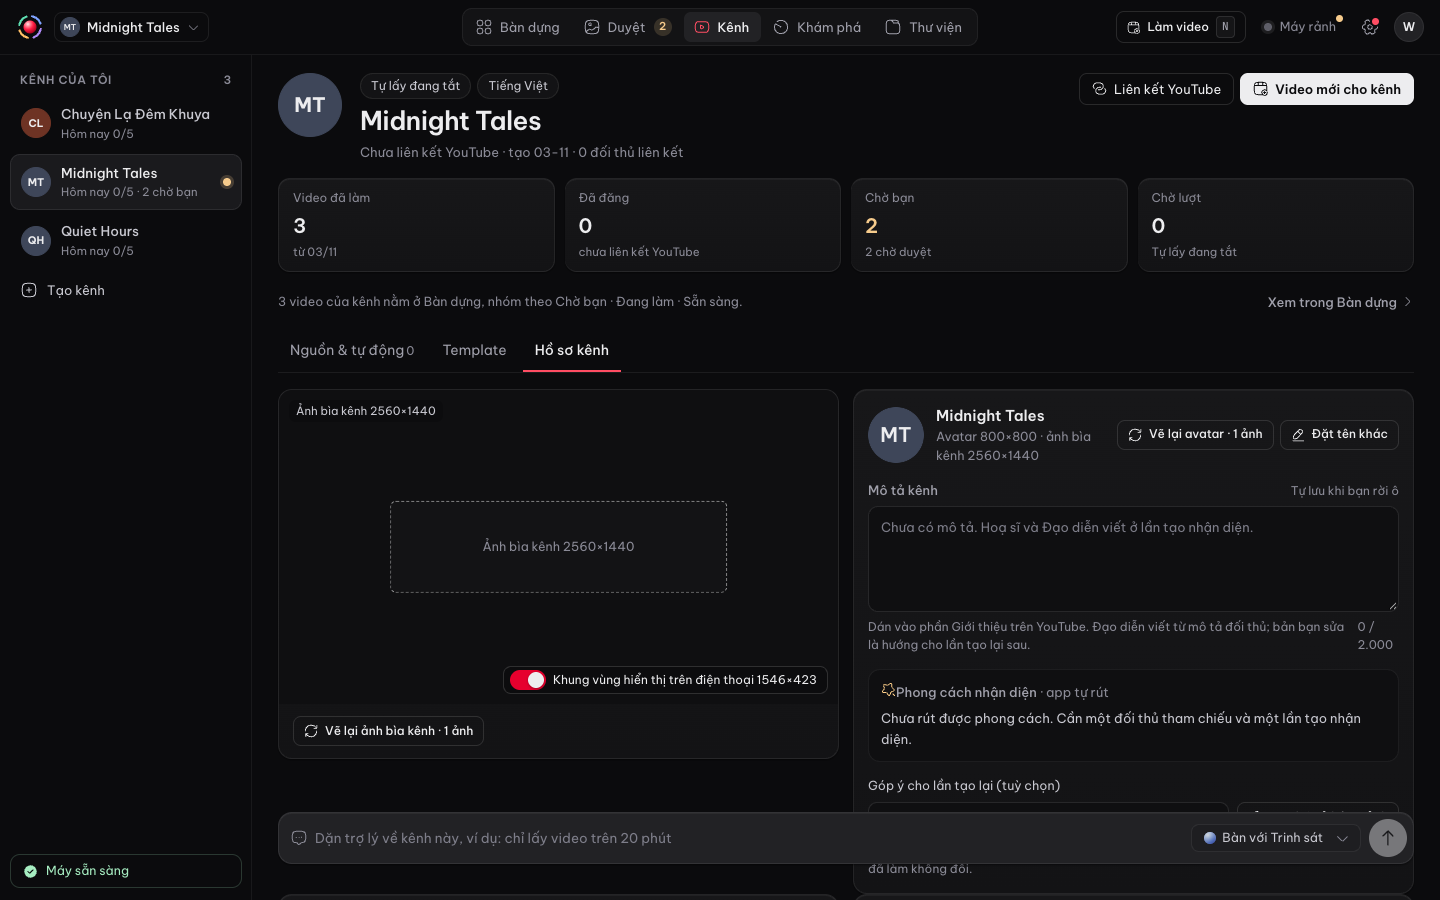 MT Midnight Tales
Bàn dựng
Duyệt 2
Kênh
Khám phá
Thư viện
Làm video N
Máy rảnh
W
KÊNH CỦA TÔI 3
CL
Chuyện Lạ Đêm Khuya
Hôm nay 0/5
MT
Midnight Tales
Hôm nay 0/5 · 2 chờ bạn
QH
Quiet Hours
Hôm nay 0/5
Tạo kênh
Máy sẵn sàng
MT
Tự lấy đang tắt
Tiếng Việt
Midnight Tales
Chưa liên kết YouTube · tạo 03-11 · 0 đối thủ liên kết
Liên kết YouTube
Video mới cho kênh
Video đã làm
3
từ 03/11
Đã đăng
0
chưa liên kết YouTube
Chờ bạn
2
2 chờ duyệt
Chờ lượt
0
Tự lấy đang tắt
3 video của kênh nằm ở Bàn dựng, nhóm theo Chờ bạn · Đang làm · Sẵn sàng.
Xem trong Bàn dựng
Nguồn & tự động 0
Template
Hồ sơ kênh
Ảnh bìa kênh 2560×1440
Ảnh bìa kênh 2560×1440
Khung vùng hiển thị trên điện thoại 1546×423
Vẽ lại ảnh bìa kênh · 1 ảnh
MT
Midnight Tales
Avatar 800×800 · ảnh bìa
kênh 2560×1440
Vẽ lại avatar · 1 ảnh
Đặt tên khác
Mô tả kênh
Tự lưu khi bạn rời ô
Chưa có mô tả. Hoạ sĩ và Đạo diễn viết ở lần tạo nhận diện.
Dán vào phần Giới thiệu trên YouTube. Đạo diễn viết từ mô tả đối thủ; bản bạn sửa
là hướng cho lần tạo lại sau.
0 /
2.000
Phong cách nhận diện · app tự rút
Chưa rút được phong cách. Cần một đối thủ tham chiếu và một lần tạo nhận
diện.
Góp ý cho lần tạo lại (tuỳ chọn)
Dặn trợ lý về kênh này, ví dụ: chỉ lấy video trên 20 phút
Bàn với Trinh sát
đã làm không đổi.